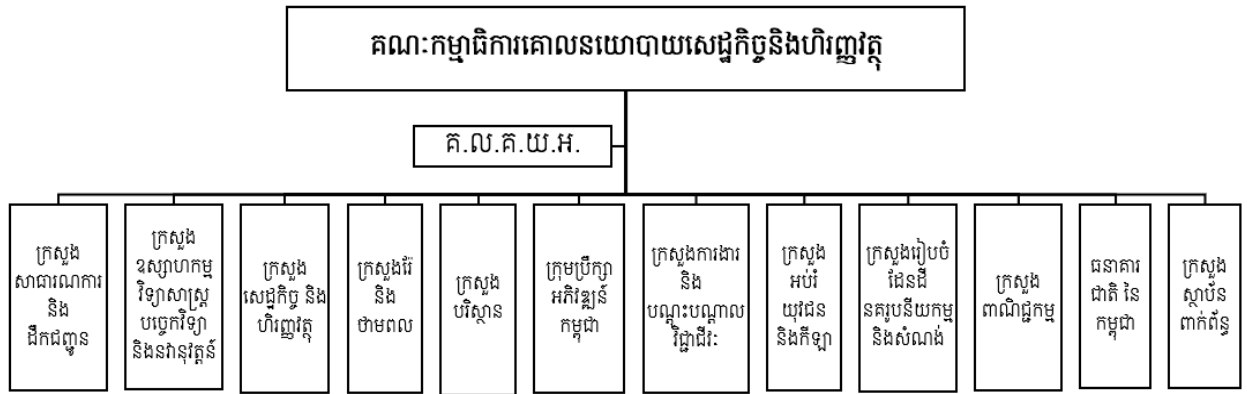 គណៈកម្មាធិការគោលនយោបាយសេដ្ឋកិច្ចនិងហិរញ្ញវត្ថុ
គ.ល.គ.យ.អ.
ក្រសួង
សាធារណការ
និង
ដឹកជញ្ជូន
ក្រសួង
ឧស្សាហកម្ម
វិទ្យាសាស្ត្រ
បច្ចេកវិទ្យា
និងនវានុវត្តន៍
ក្រសួង
សេដ្ឋកិច្ច និង
ហិរញ្ញវត្ថុ
ក្រសួងរ៉ែ
និង
ថាមពល
ក្រសួង
បរិស្ថាន
ក្រុមប្រឹក្សា
អភិវឌ្ឍន៍
កម្ពុជា
ក្រសួងការងារ
និង
បណ្ដុះបណ្ដាល
វិជ្ជាជីវៈ
ក្រសួង
អប់រំ
យុវជន
និងកីឡា
ក្រសួងរៀបចំ
ដែនដី
នគរូបនីយកម្ម
និងសំណង់
ក្រសួង
ពាណិជ្ជកម្ម
ធនាគារ
ជាតិ នៃ
កម្ពុជា
ក្រសួង
ស្ថាប័ន
ពាក់ព័ន្ធ